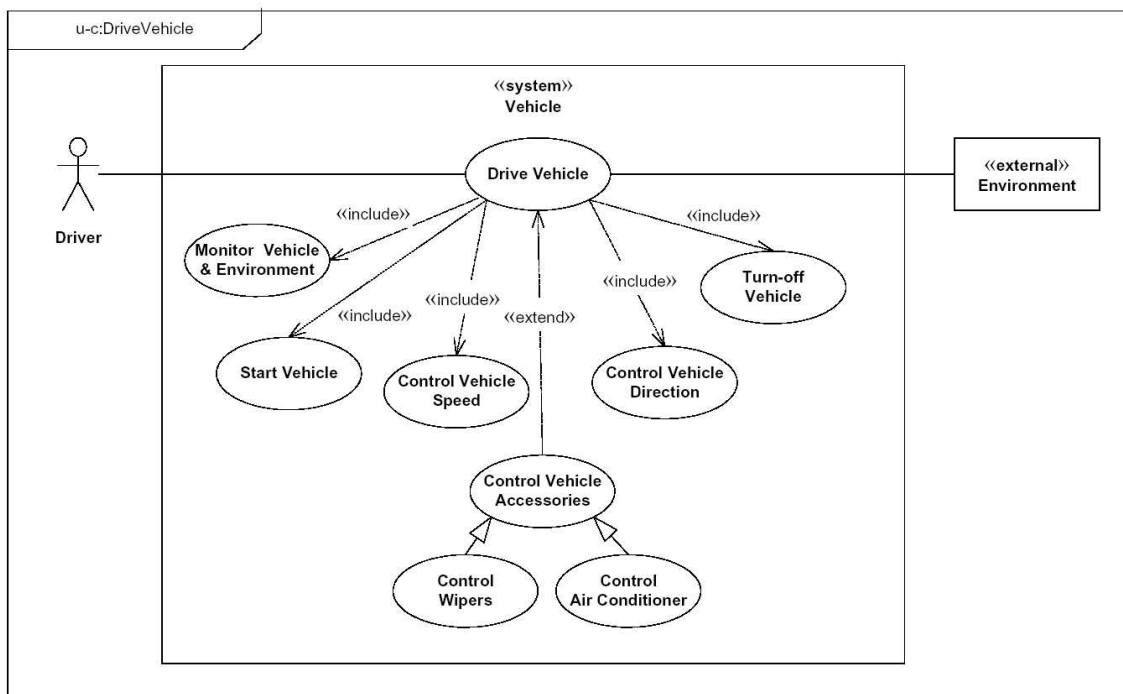 u-c:DriveVehicle
«system»
Vehicle
Drive Vehicle
«external»
Environment
Driver
«include»
«include»
Monitor Vehicle
& Environment
Turn-off
Vehicle
«include»
«include»
«include»
«extend»
Start Vehicle
Control Vehicle
Speed
Control Vehicle
Direction
Control Vehicle
Accessories
Control
Wipers
Control
Air Conditioner